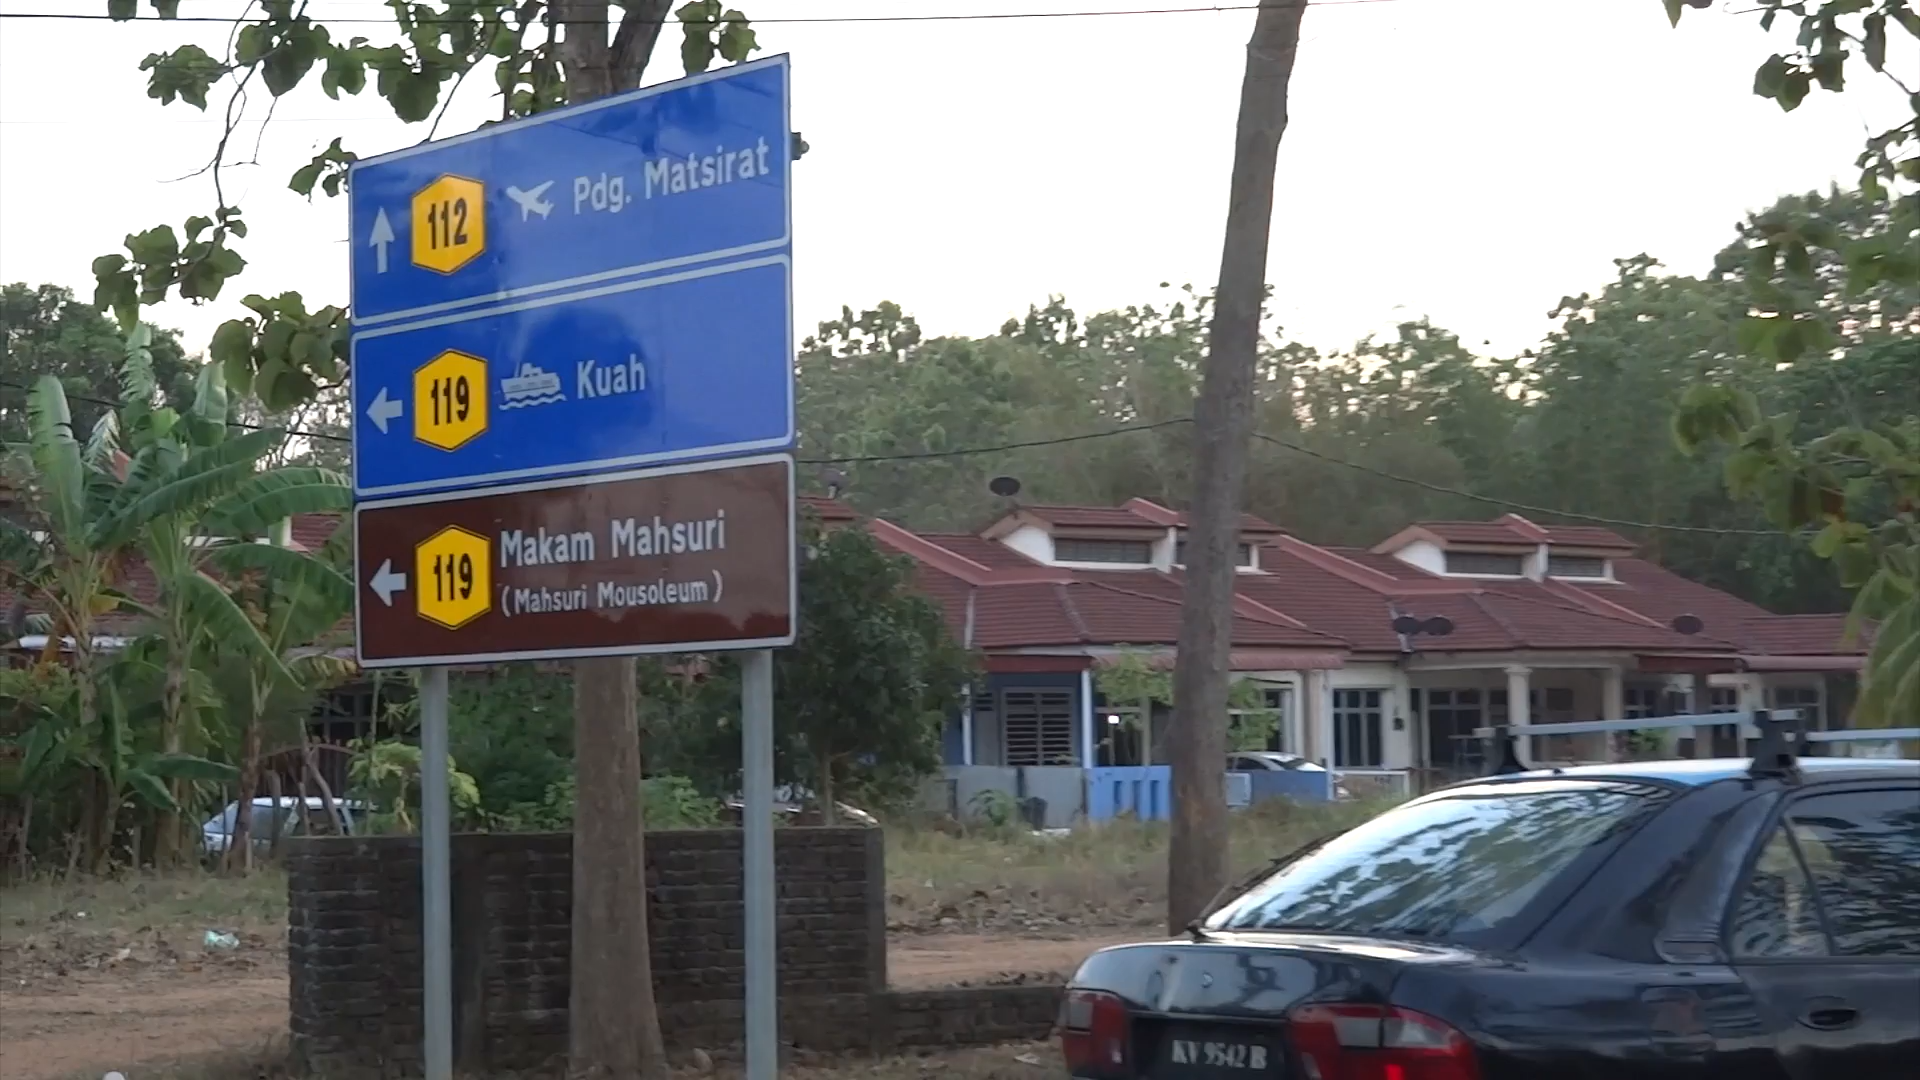 112 Pdg. Matsirat
119 Kuah
119 Makam Mahsuri
(Mahsuri Mousoleum)
KV 9542 B